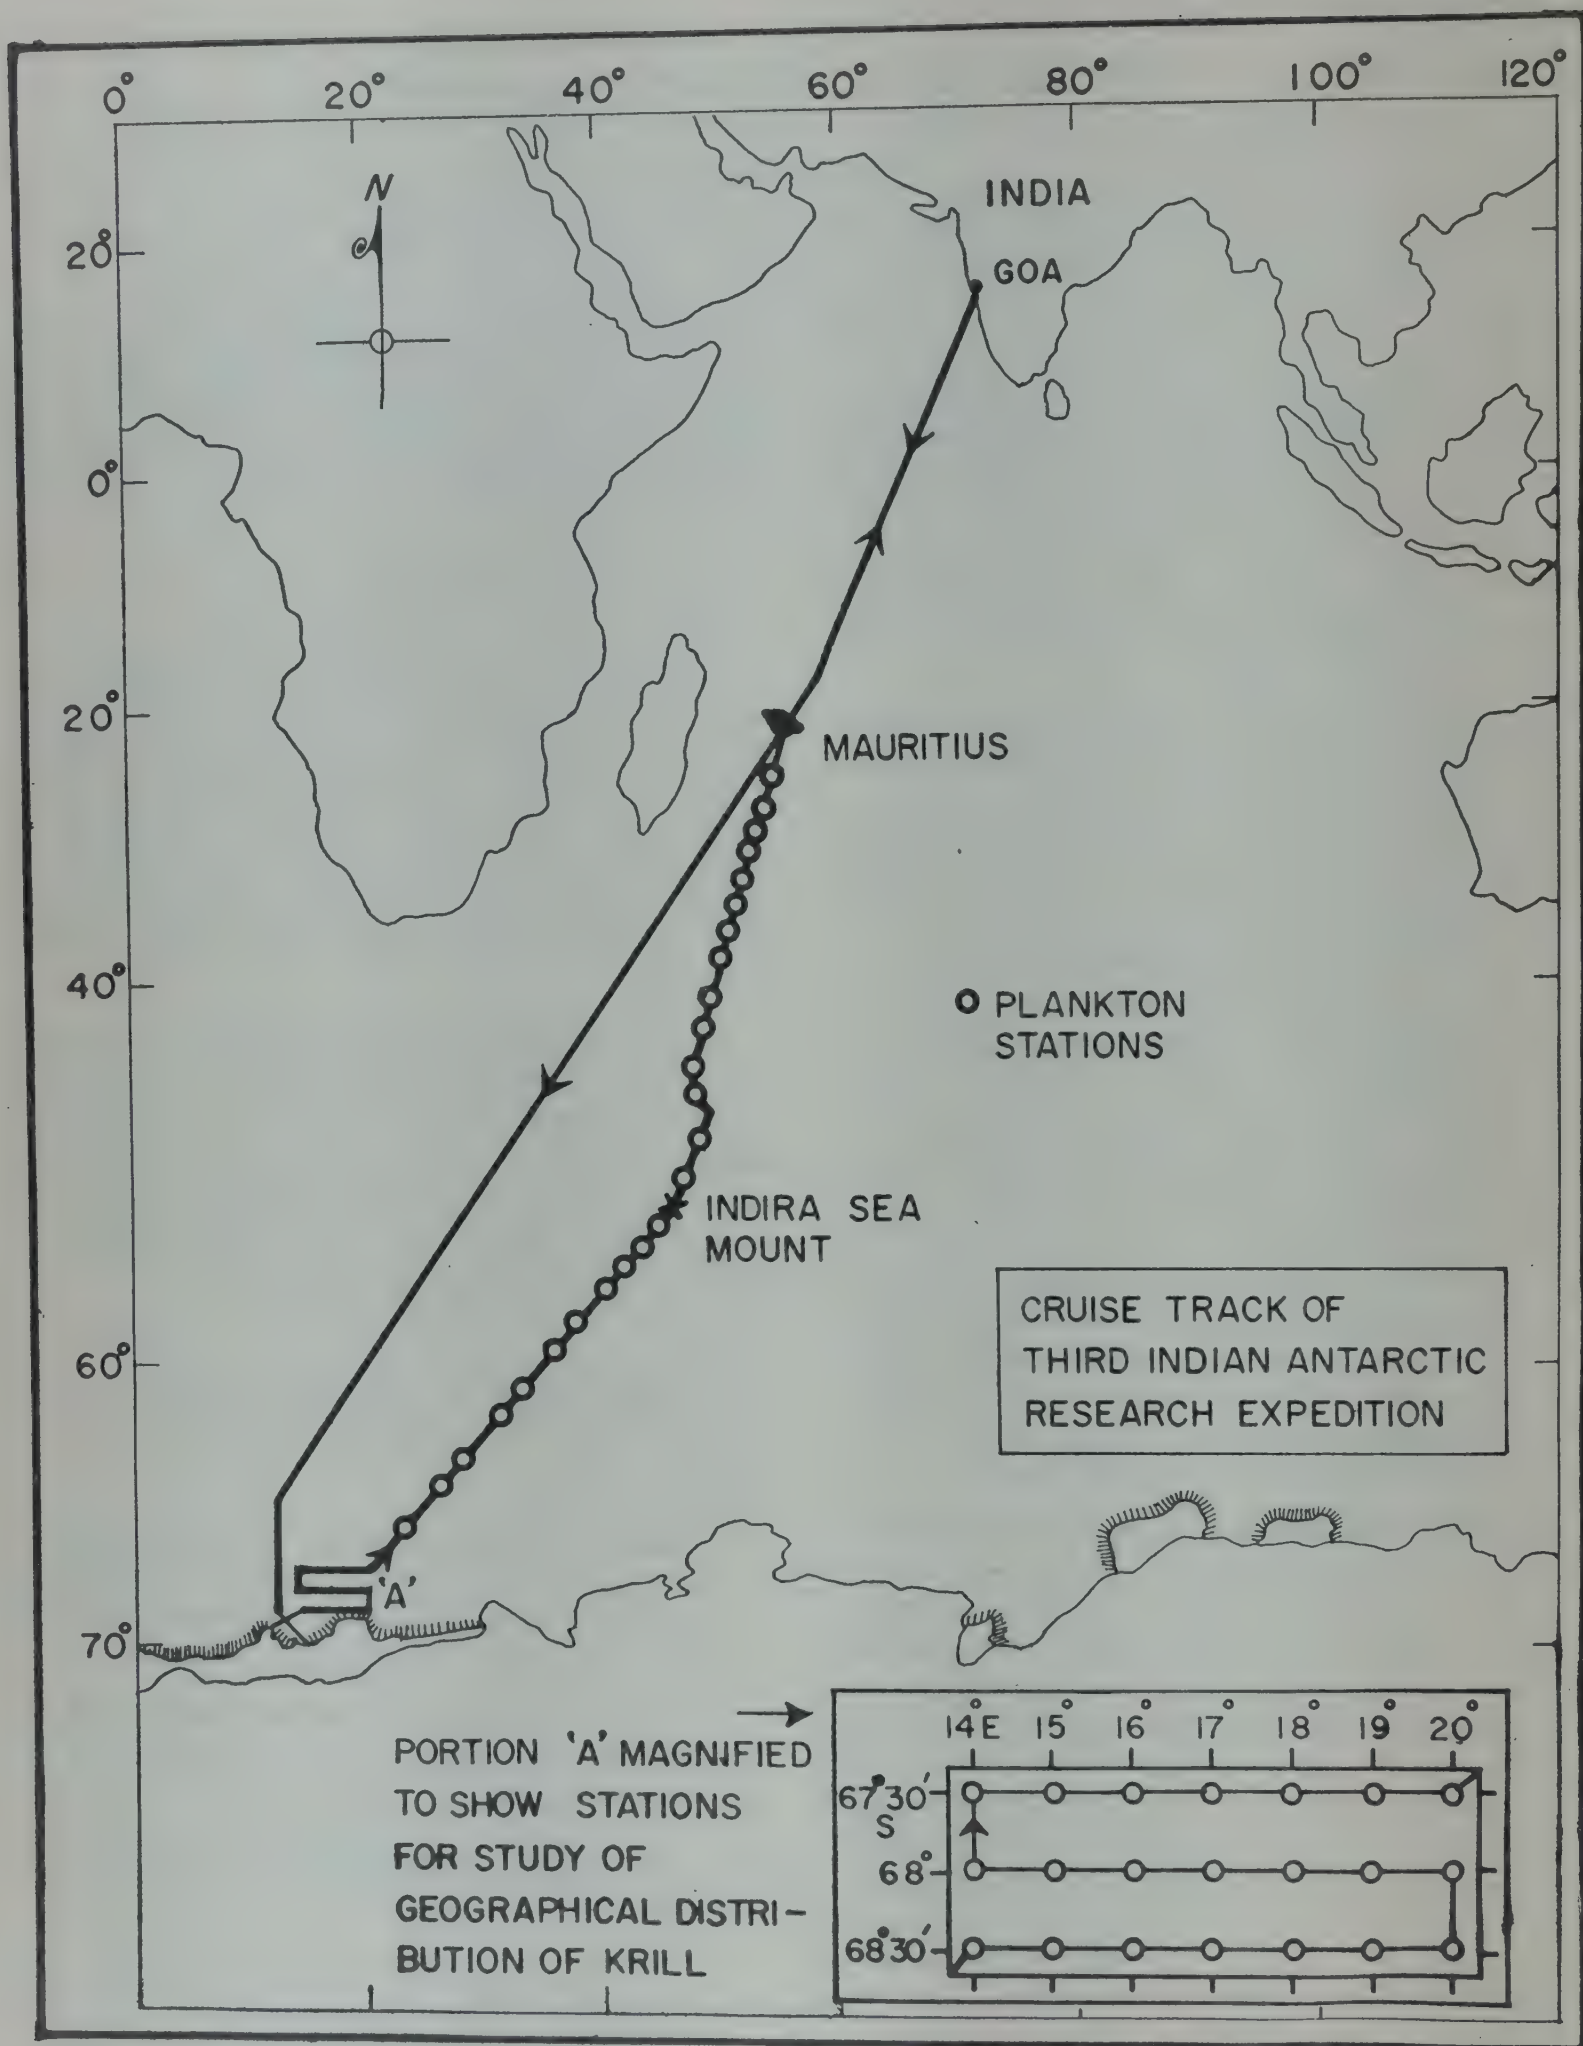 0° 20° 40° 60° 80° 100° 120°
N
INDIA
20°
GOA
0°
20°
MAURITIUS
40°
PLANKTON
STATIONS
INDIRA SEA
MOUNT
60°
CRUISE TRACK OF
THIRD INDIAN ANTARCTIC
RESEARCH EXPEDITION
'A'
70°
PORTION 'A' MAGNIFIED
TO SHOW STATIONS
FOR STUDY OF
GEOGRAPHICAL DISTRI-
BUTION OF KRILL
14°E 15° 16° 17° 18° 19° 20°
67°30'
S
68°
68°30'